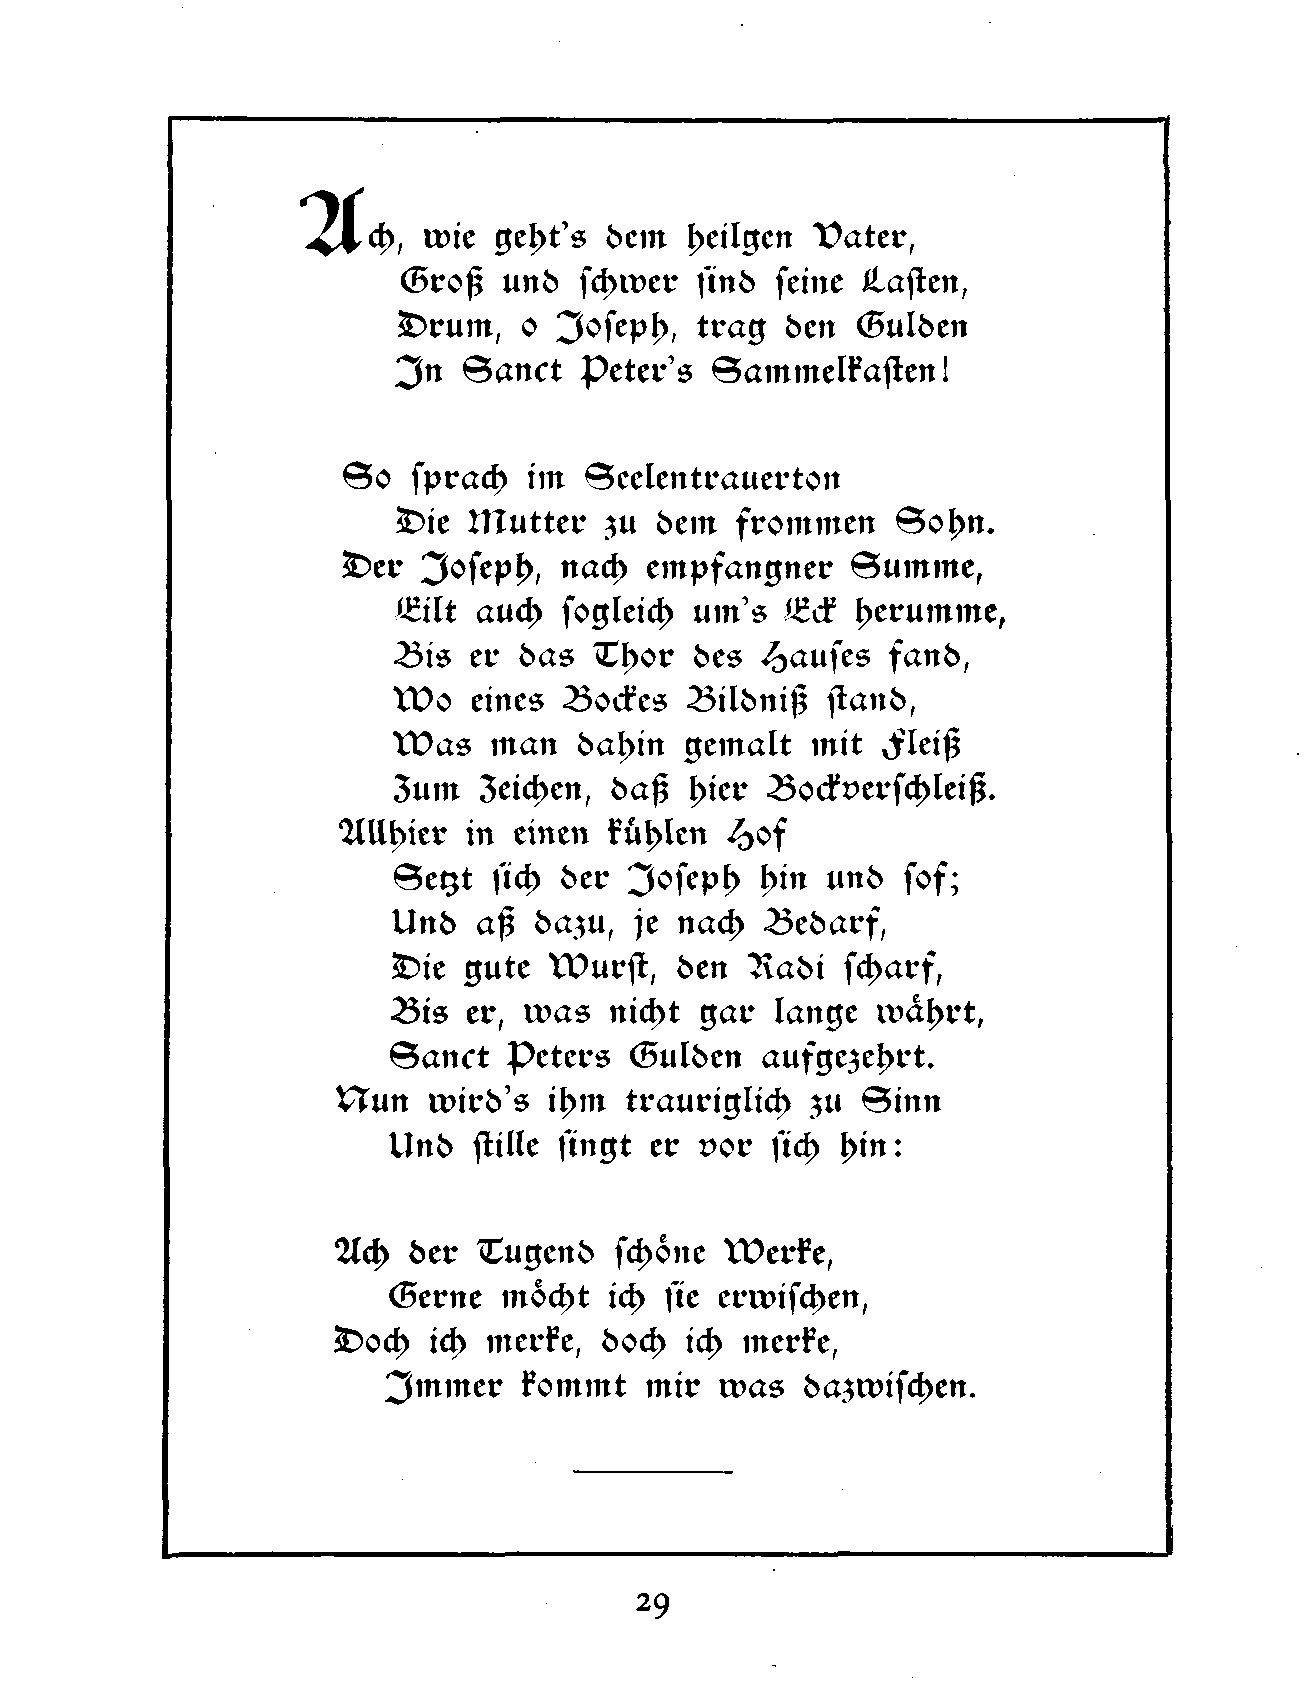 Ach, wie geht's dem heilgen Vater,
Groß und schwer sind seine Lasten,
Drum, o Joseph, trag den Gulden
In Sanct Peter's Sammelkasten!
So sprach im Seelentrauerton
Die Mutter zu dem frommen Sohn.
Der Joseph, nach empfangner Summe,
Eilt auch sogleich um's Eck herumme,
Bis er das Thor des Hauses fand,
Wo eines Bockes Bildniß stand,
Was man dahin gemalt mit Fleiß
Zum Zeichen, daß hier Bockverschleiß.
Allhier in einen kühlen Hof
Setzt sich der Joseph hin und sof;
Und aß dazu, je nach Bedarf,
Die gute Wurst, den Radi scharf,
Bis er, was nicht gar lange währt,
Sanct Peters Gulden aufgezehrt.
Nun wird's ihm trauriglich zu Sinn
Und stille singt er vor sich hin:
Ach der Tugend schöne Werke,
Gerne möcht ich sie erwischen,
Doch ich merke, doch ich merke,
Immer kommt mir was dazwischen.
29